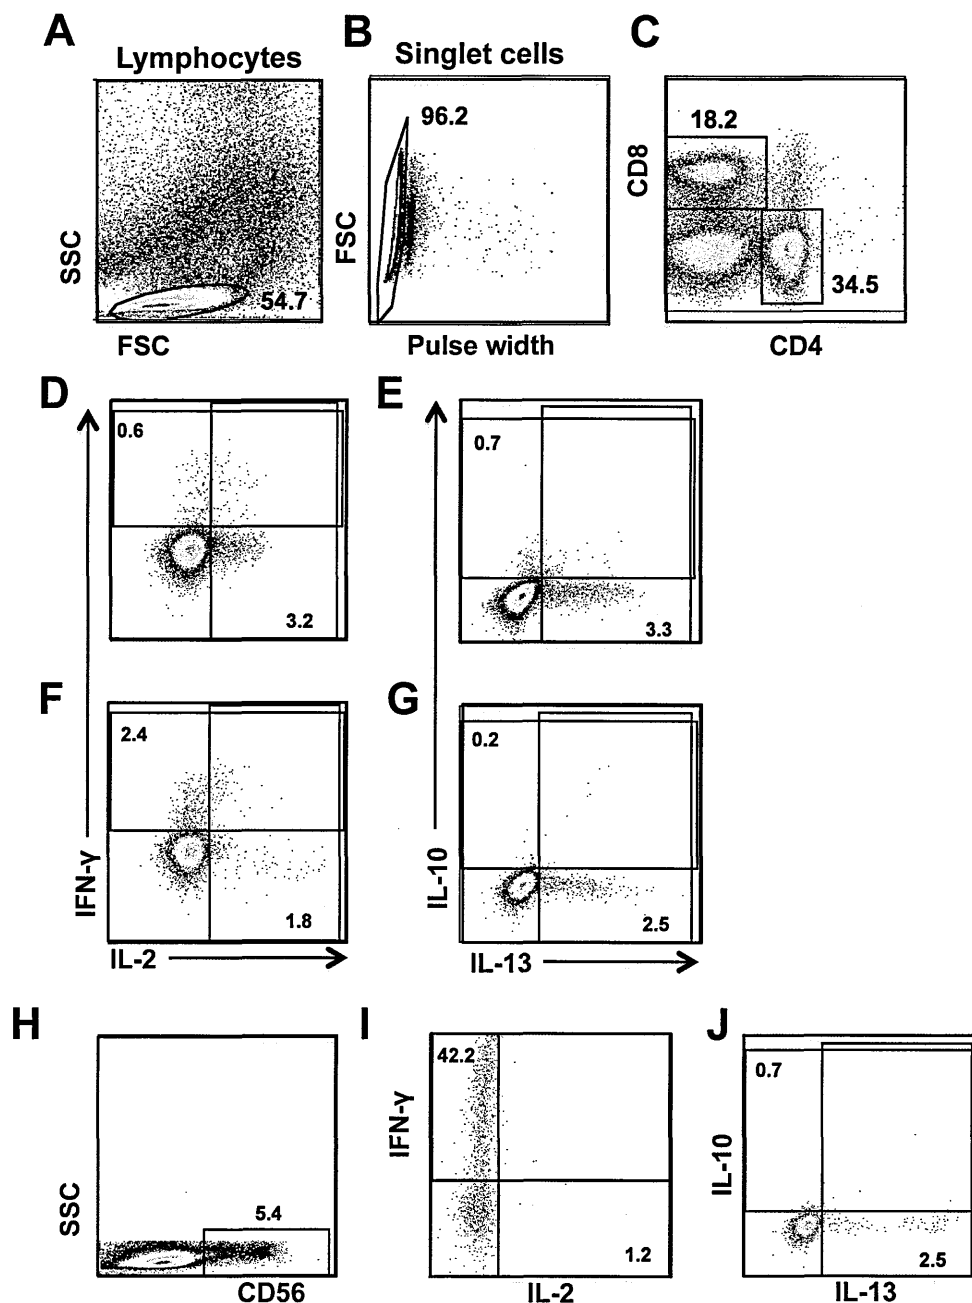 A
Lymphocytes
SSC
54.7
FSC
B
Singlet cells
96.2
FSC
Pulse width
C
18.2
CD8
34.5
CD4
D
0.6
3.2
E
0.7
3.3
F
2.4
1.8
IFN-γ
IL-2
G
0.2
2.5
IL-10
IL-13
H
SSC
5.4
CD56
I
42.2
IFN-γ
1.2
IL-2
J
0.7
IL-10
2.5
IL-13